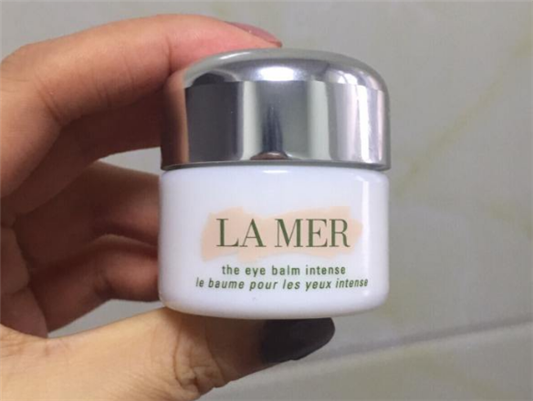 LA MER
the eye balm intense
le baume pour les yeux intense